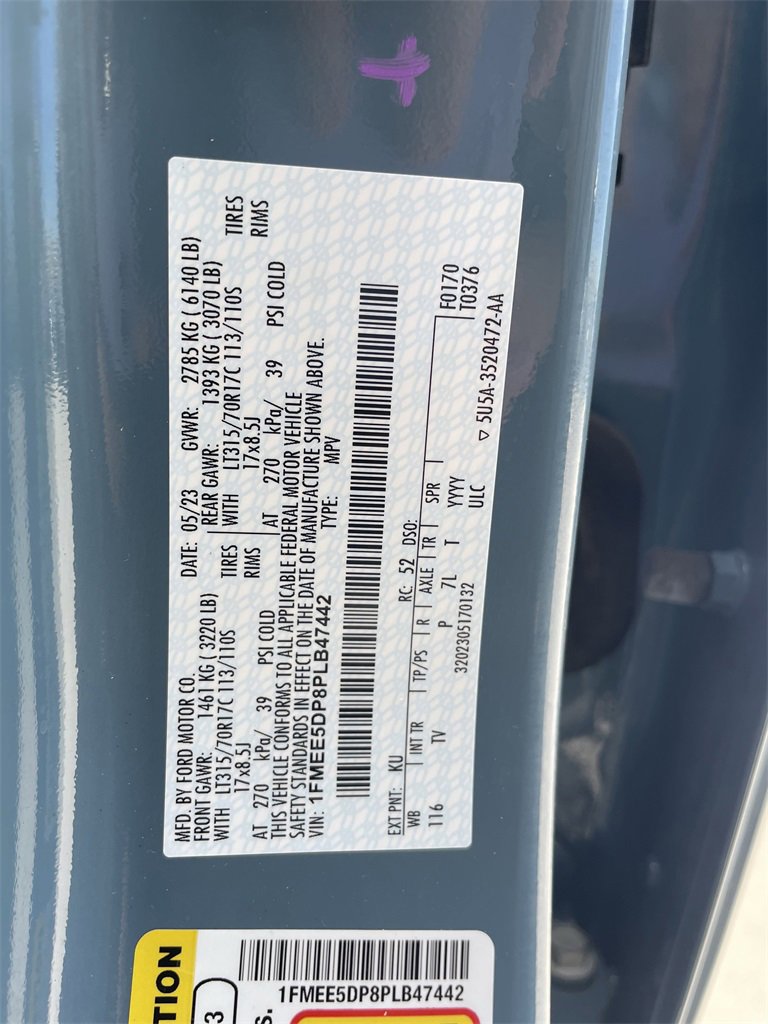 MFD. BY FORD MOTOR CO.
DATE: 05/23 GVWR: 2785 KG ( 6140 LB)
FRONT GAWR: 1461 KG ( 3220 LB) REAR GAWR: 1393 KG ( 3070 LB)
WITH LT315/70R17C 113/110S TIRES WITH LT315/70R17C 113/110S TIRES
17x8.5J RIMS 17x8.5J RIMS
AT 270 kPa/ 39 PSI COLD AT 270 kPa/ 39 PSI COLD
THIS VEHICLE CONFORMS TO ALL APPLICABLE FEDERAL MOTOR VEHICLE
SAFETY STANDARDS IN EFFECT ON THE DATE OF MANUFACTURE SHOWN ABOVE.
VIN: 1FMEE5DP8PLB47442 TYPE: MPV
EXT PNT: KU RC: 52 DSO: F0170
WB INT TR TP/PS R AXLE TR SPR T0376
116 TV P 7L T YYYY
ULC
3202305170132
▽ 5U5A-3520472-AA
TION
3
S.
1FMEE5DP8PLB47442